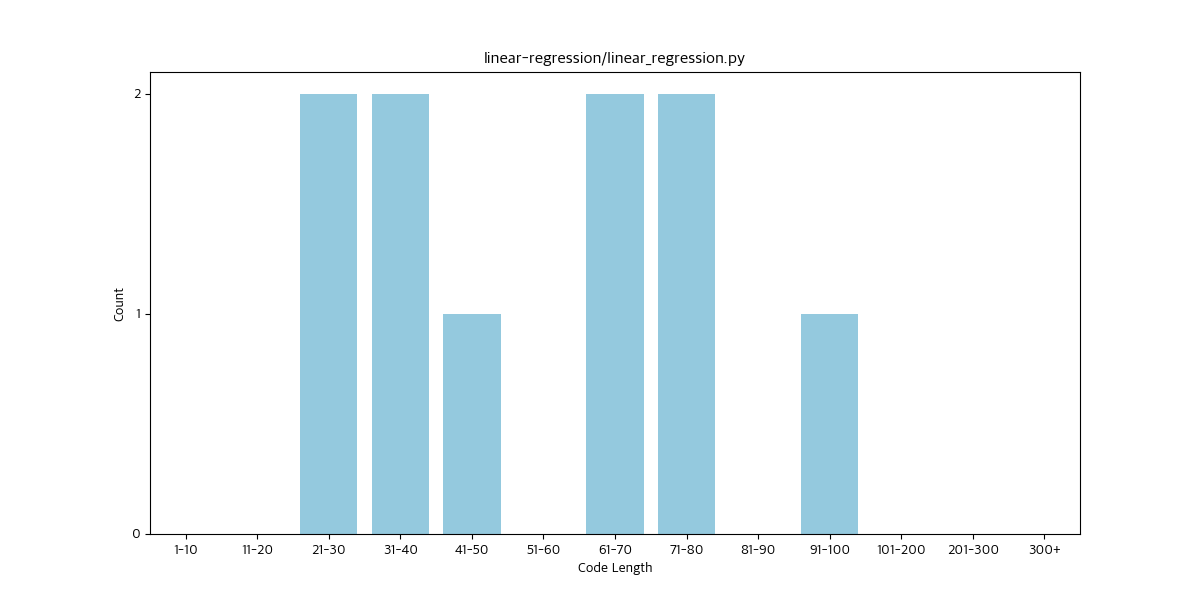 linear-regression/linear_regression.py
2
1
0
Count
1-10 11-20 21-30 31-40 41-50 51-60 61-70 71-80 81-90 91-100 101-200 201-300 300+
Code Length